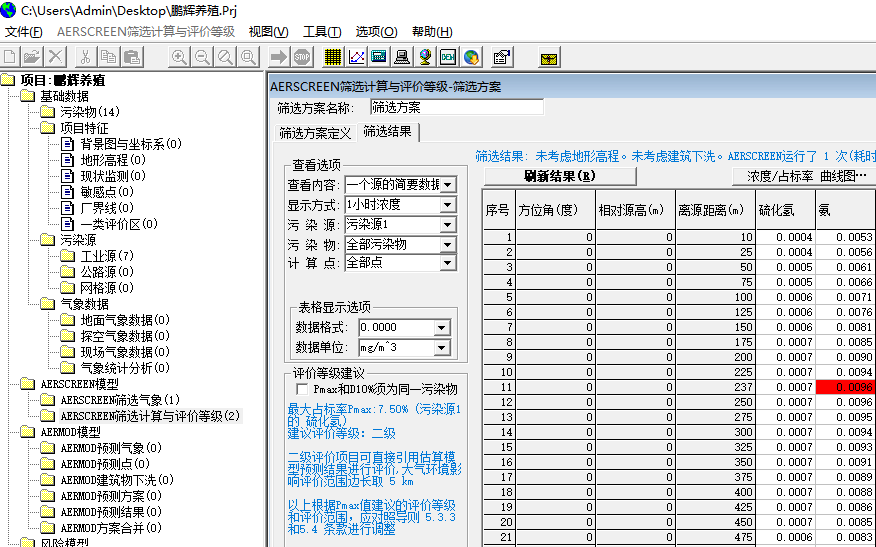 C:\Users\Admin\Desktop\鹏辉养殖.Prj
文件(F) AERSCREEN筛选计算与评价等级 视图(V) 工具(T) 选项(O) 帮助(H)
STOP
DEM
项目:鹏辉养殖
基础数据
污染物(14)
项目特征
背景图与坐标系(0)
地形高程(0)
现状监测(0)
敏感点(0)
厂界线(0)
一类评价区(0)
污染源
工业源(7)
公路源(0)
网格源(0)
气象数据
地面气象数据(0)
探空气象数据(0)
现场气象数据(0)
气象统计分析(0)
AERSCREEN模型
AERSCREEN筛选气象(1)
AERSCREEN筛选计算与评价等级(2)
AERMOD模型
AERMOD预测气象(0)
AERMOD预测点(0)
AERMOD建筑物下洗(0)
AERMOD预测方案(0)
AERMOD预测结果(0)
AERMOD方案合并(0)
风险模型
AERSCREEN筛选计算与评价等级-筛选方案
筛选方案名称: 筛选方案
筛选方案定义 筛选结果
查看选项
查看内容: 一个源的简要数据
显示方式: 1小时浓度
污 染 源: 污染源1
污 染 物: 全部污染物
计 算 点: 全部点
表格显示选项
数据格式: 0.0000
数据单位: mg/m^3
评价等级建议
Pmax和D10%须为同一污染物
最大占标率Pmax:7.50% (污染源1
的 硫化氢)
建议评价等级: 二级
二级评价项目可直接引用估算模
型预测结果进行评价,大气环境影
响评价范围边长取 5 km
以上根据Pmax值建议的评价等级
和评价范围, 应对照导则 5.3.3
和5.4 条款进行调整
筛选结果: 未考虑地形高程。未考虑建筑下洗。AERSCREEN运行了 1 次(耗时
刷新结果(R) 浓度/占标率 曲线图…
序号 方位角(度) 相对源高(m) 离源距离(m) 硫化氢 氨
1 0 0 10 0.0004 0.0053
2 0 0 25 0.0004 0.0056
3 0 0 50 0.0005 0.0061
4 0 0 75 0.0005 0.0066
5 0 0 100 0.0006 0.0071
6 0 0 125 0.0006 0.0076
7 0 0 150 0.0006 0.0081
8 0 0 175 0.0007 0.0085
9 0 0 200 0.0007 0.0090
10 0 0 225 0.0007 0.0094
11 0 0 237 0.0007 0.0096
12 0 0 250 0.0007 0.0096
13 0 0 275 0.0007 0.0095
14 0 0 300 0.0007 0.0094
15 0 0 325 0.0007 0.0093
16 0 0 350 0.0007 0.0091
17 0 0 375 0.0007 0.0089
18 0 0 400 0.0007 0.0088
19 0 0 425 0.0007 0.0086
20 0 0 450 0.0007 0.0085
21 0 0 475 0.0006 0.0083